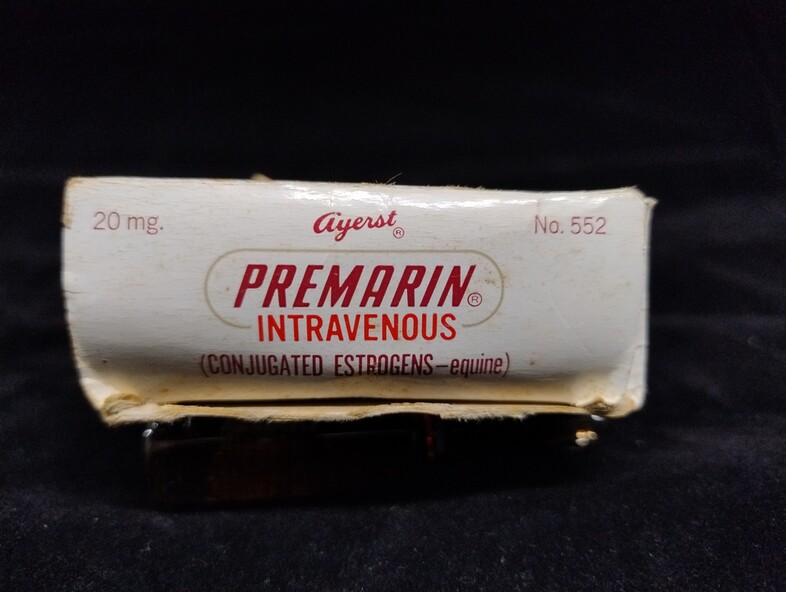 20 mg. Ayerst® No. 552
PREMARIN®
INTRAVENOUS
(CONJUGATED ESTROGENS—equine)